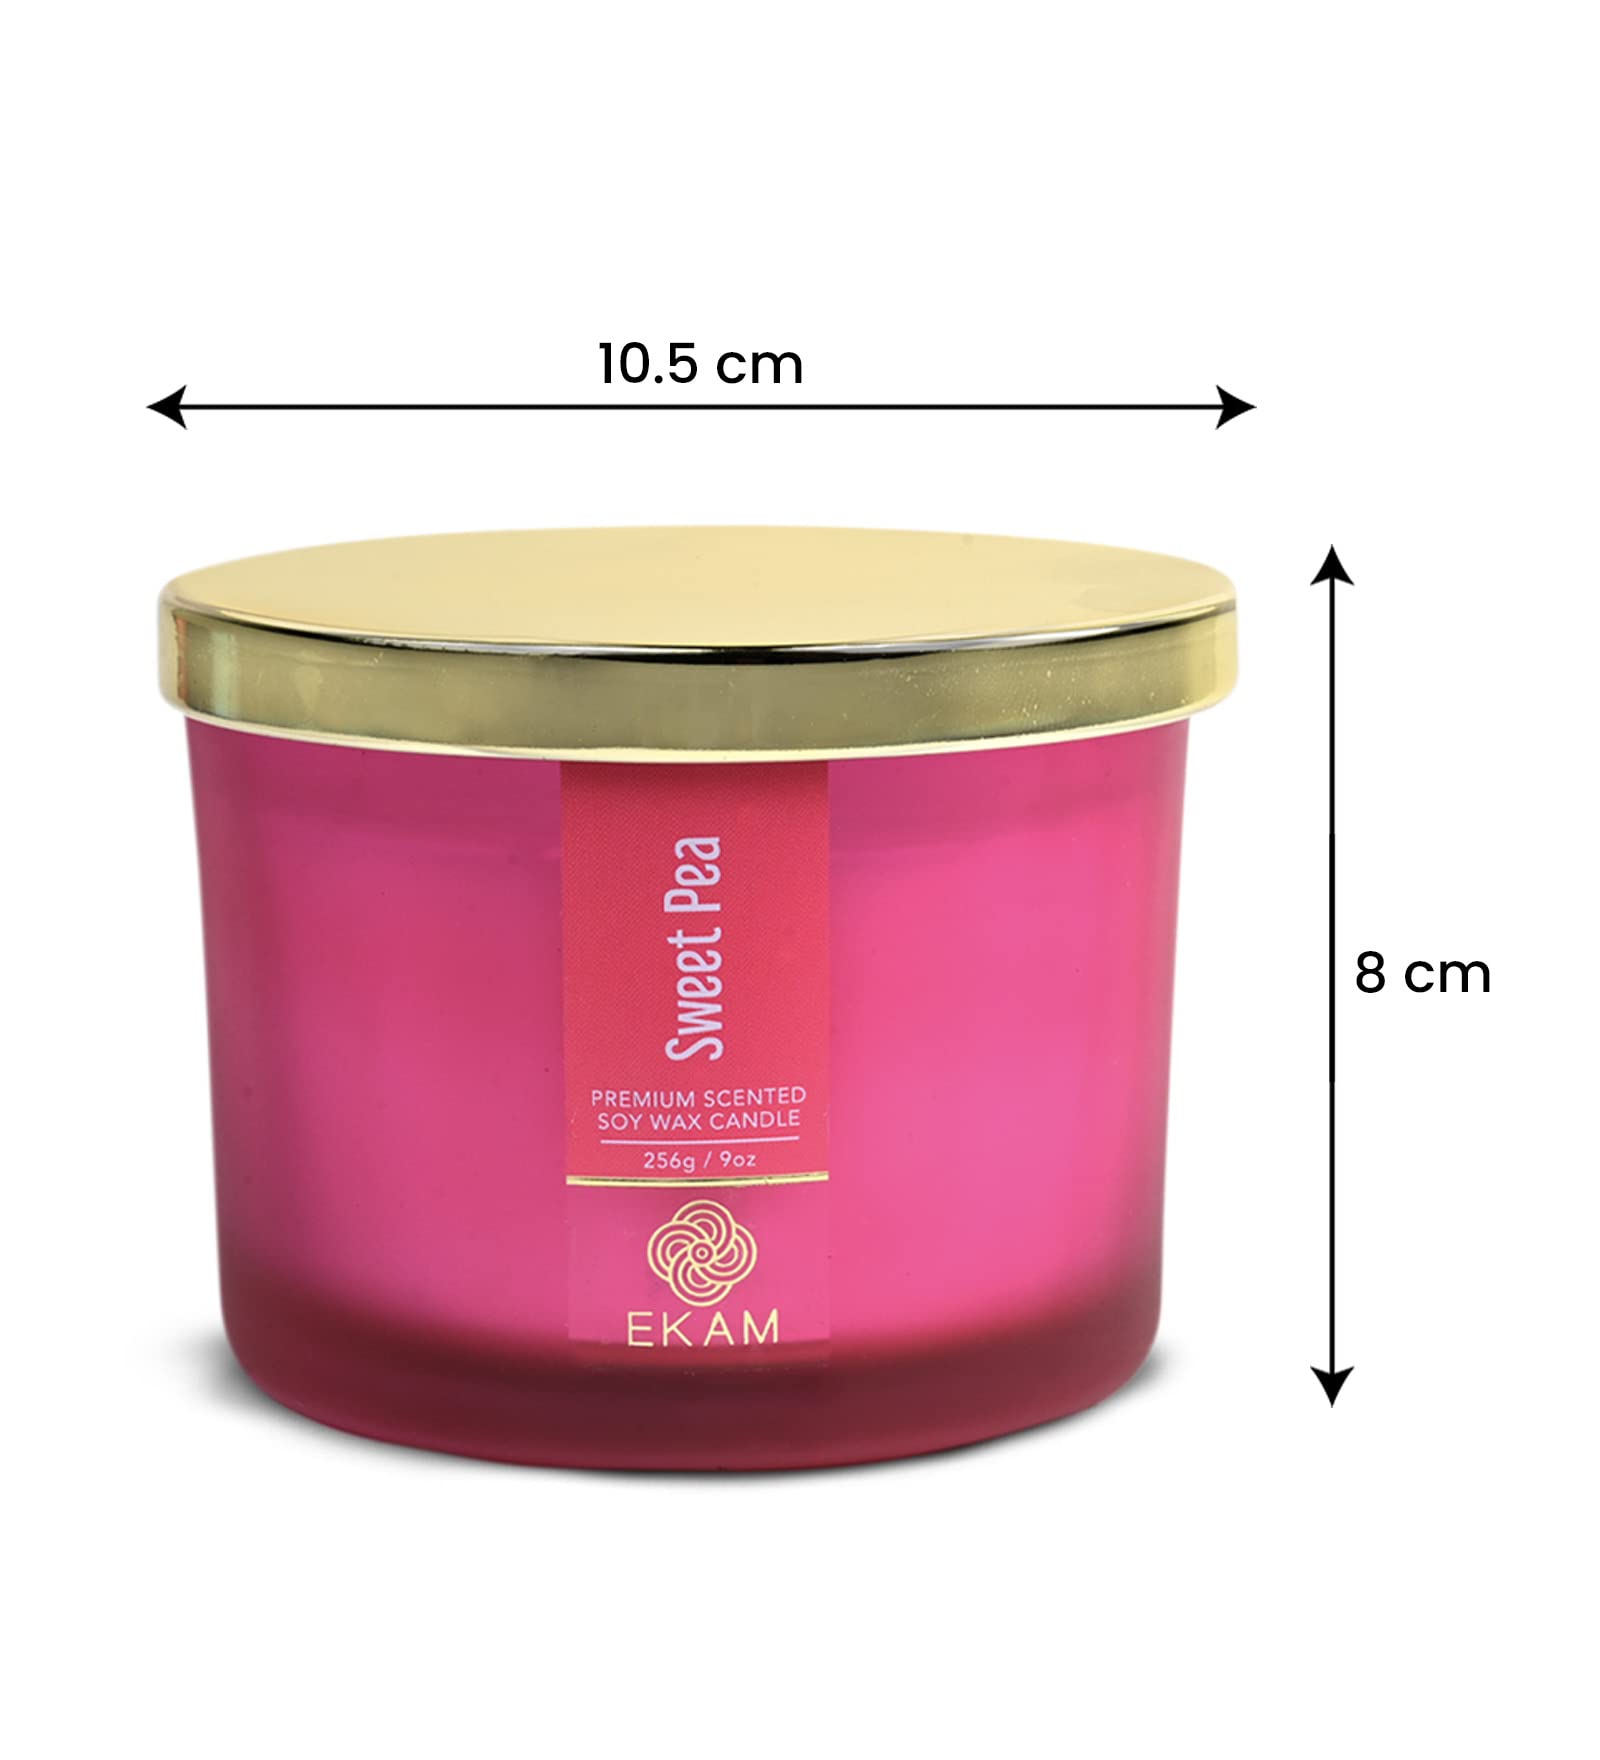 10.5 cm
8 cm
Sweet Pea
PREMIUM SCENTED
SOY WAX CANDLE
256g / 9oz
EKAM